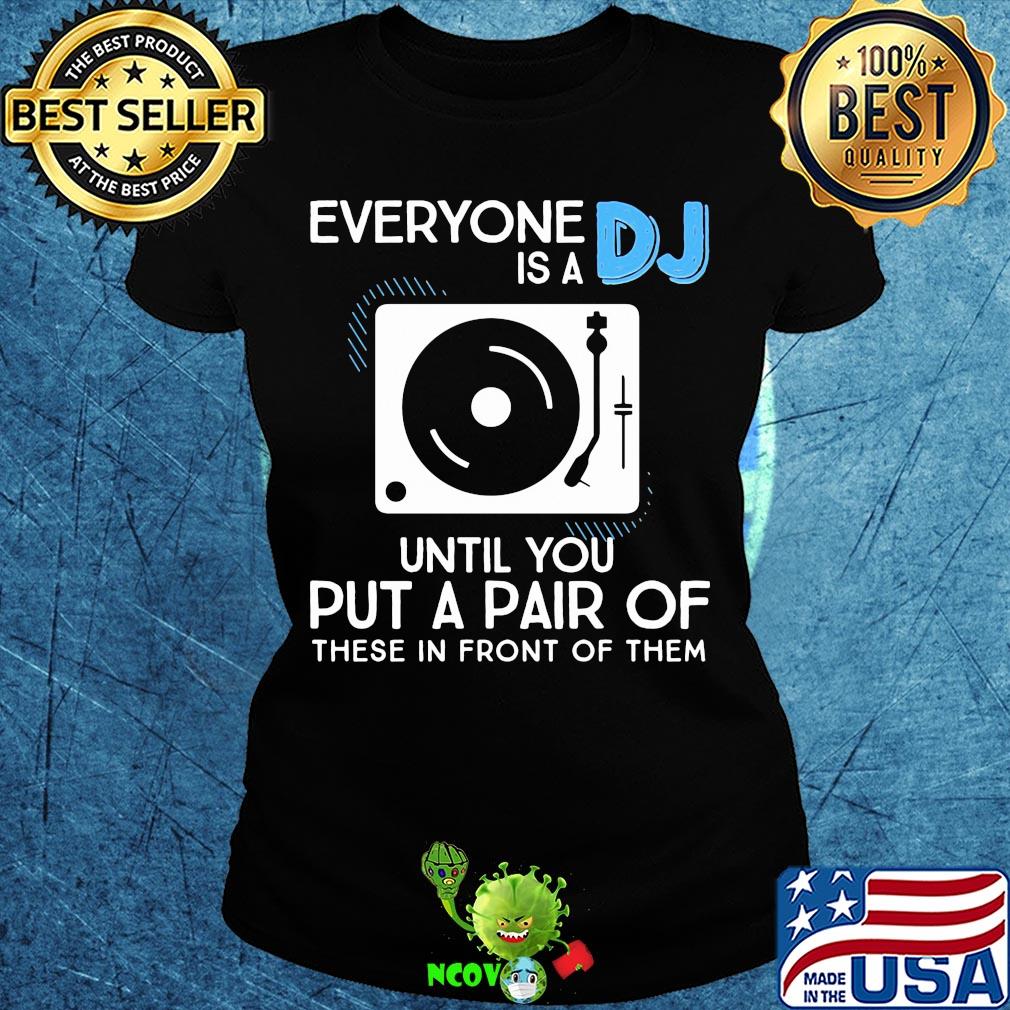 THE BEST PRODUCT
BEST SELLER
AT THE BEST PRICE
100%
BEST
QUALITY
EVERYONE
IS A DJ
UNTIL YOU
PUT A PAIR OF
THESE IN FRONT OF THEM
NCOV
MADE
IN THE
USA